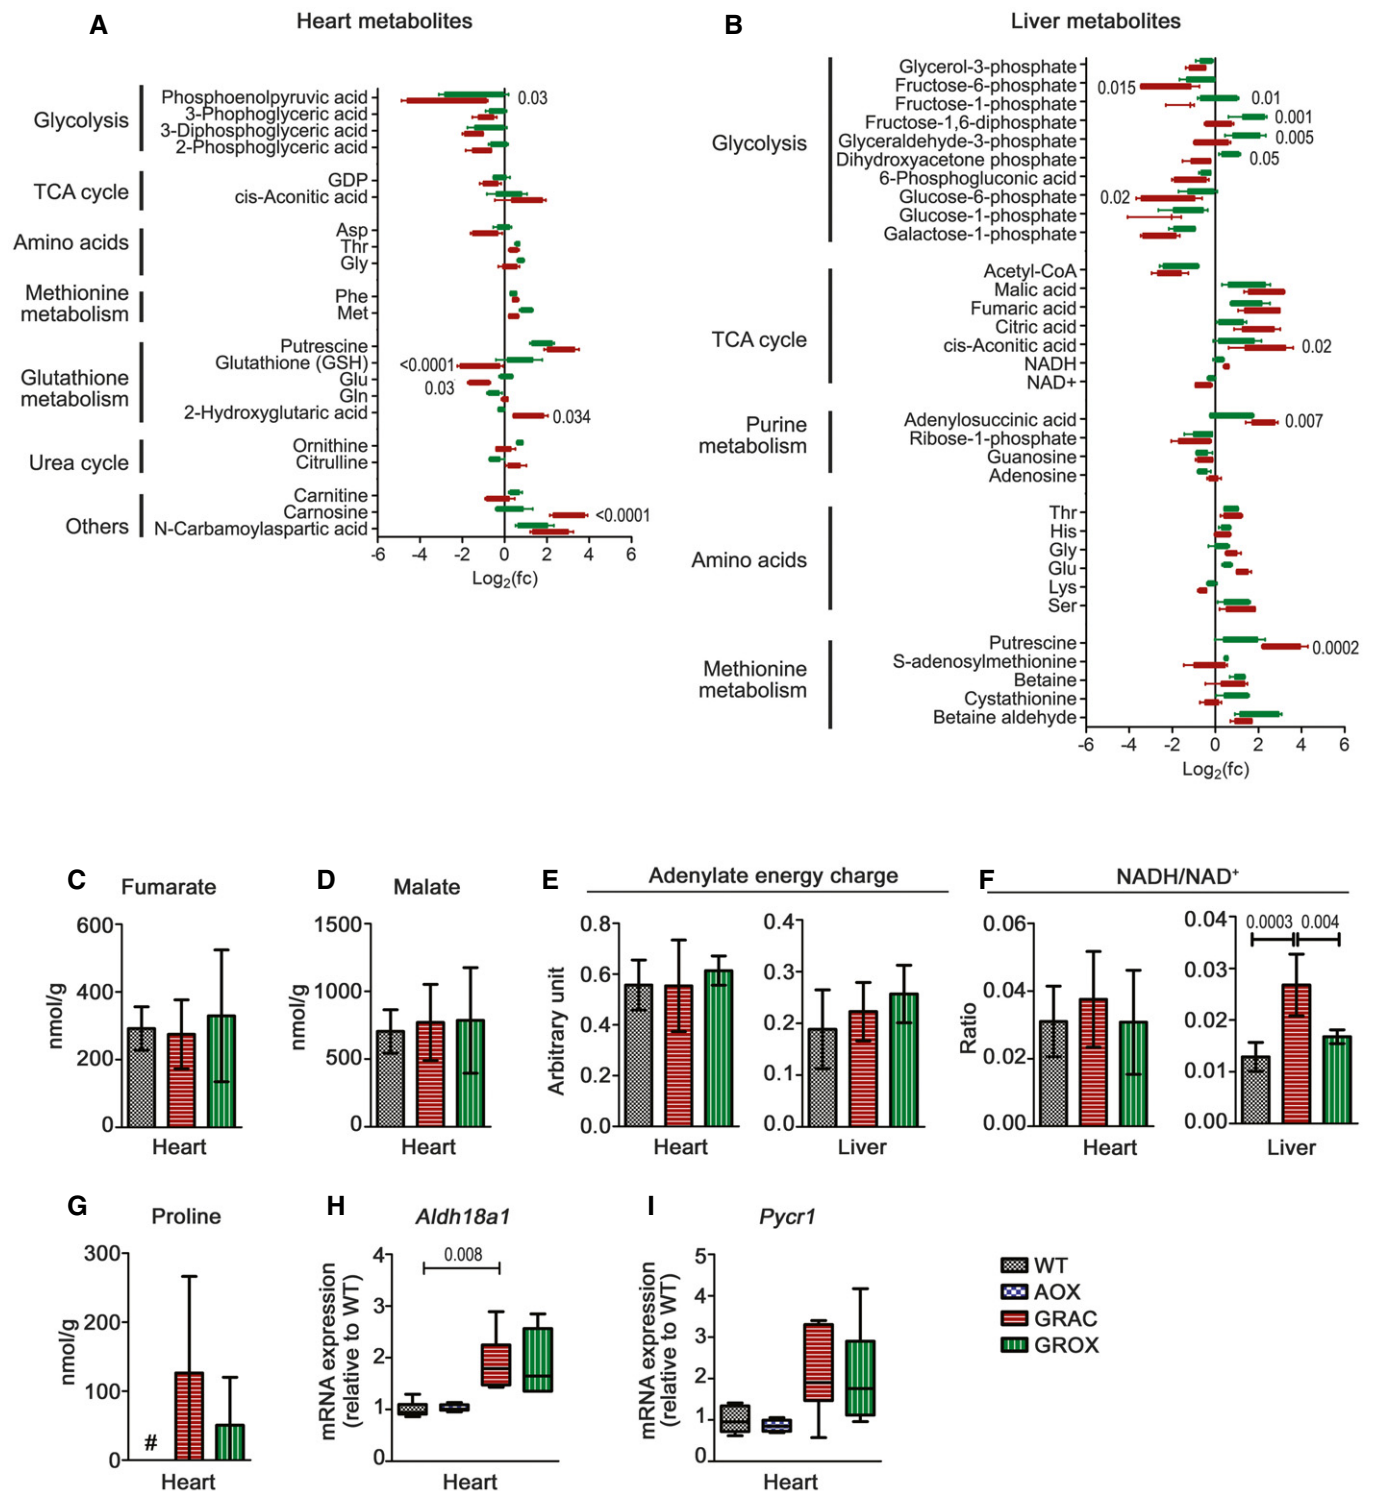 A
Heart metabolites
Glycolysis
Phosphoenolpyruvic acid
0.03
3-Phophoglyceric acid
3-Diphosphoglyceric acid
2-Phosphoglyceric acid
TCA cycle
GDP
cis-Aconitic acid
Amino acids
Asp
Thr
Gly
Methionine
metabolism
Phe
Met
Glutathione
metabolism
Putrescine
Glutathione (GSH)
<0.0001
Glu
0.03
Gln
2-Hydroxyglutaric acid
0.034
Urea cycle
Ornithine
Citrulline
Others
Carnitine
Carnosine
<0.0001
N-Carbamoylaspartic acid
-6 -4 -2 0 2 4 6
Log2(fc)
B
Liver metabolites
Glycolysis
Glycerol-3-phosphate
Fructose-6-phosphate
0.015
Fructose-1-phosphate
0.01
Fructose-1,6-diphosphate
0.001
Glyceraldehyde-3-phosphate
0.005
Dihydroxyacetone phosphate
0.05
6-Phosphogluconic acid
Glucose-6-phosphate
0.02
Glucose-1-phosphate
Galactose-1-phosphate
TCA cycle
Acetyl-CoA
Malic acid
Fumaric acid
Citric acid
cis-Aconitic acid
0.02
NADH
NAD+
Purine
metabolism
Adenylosuccinic acid
0.007
Ribose-1-phosphate
Guanosine
Adenosine
Amino acids
Thr
His
Gly
Glu
Lys
Ser
Methionine
metabolism
Putrescine
0.0002
S-adenosylmethionine
Betaine
Cystathionine
Betaine aldehyde
-6 -4 -2 0 2 4 6
Log2(fc)
C
Fumarate
nmol/g
600
400
200
0
Heart
D
Malate
nmol/g
1500
1000
500
0
Heart
E
Adenylate energy charge
Arbitrary unit
0.8
0.6
0.4
0.2
0.0
Heart
0.4
0.3
0.2
0.1
0.0
Liver
F
NADH/NAD+
Ratio
0.06
0.04
0.02
0.00
Heart
0.04
0.03
0.02
0.01
0.00
0.0003 0.004
Liver
G
Proline
nmol/g
300
200
100
0
#
Heart
H
Aldh18a1
mRNA expression
(relative to WT)
4
3
2
1
0
0.008
Heart
I
Pycr1
mRNA expression
(relative to WT)
5
4
3
2
1
0
Heart
WT
AOX
GRAC
GROX